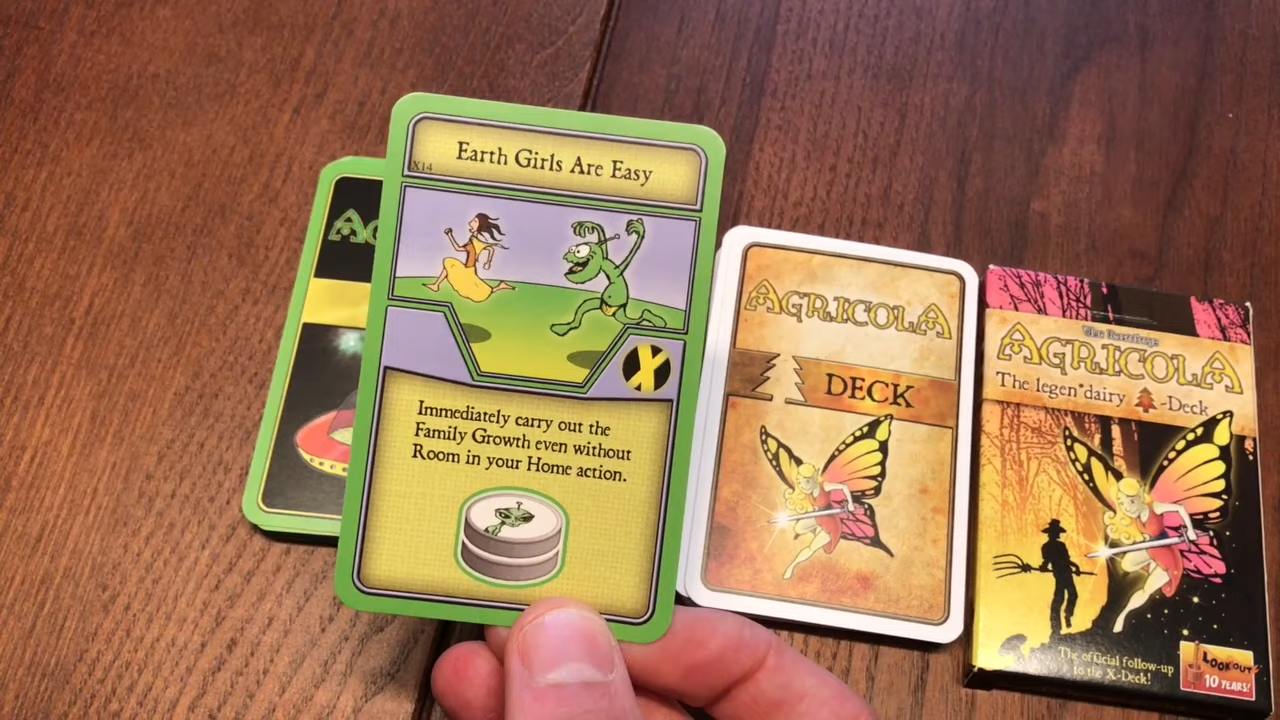 Earth Girls Are Easy
X14
X
Immediately carry out the
Family Growth even without
Room in your Home action.
AGRICOLA
DECK
AGRICOLA
The legen*dairy -Deck
The official follow-up
to the X-Deck!
LOOKOUT
10 YEARS!